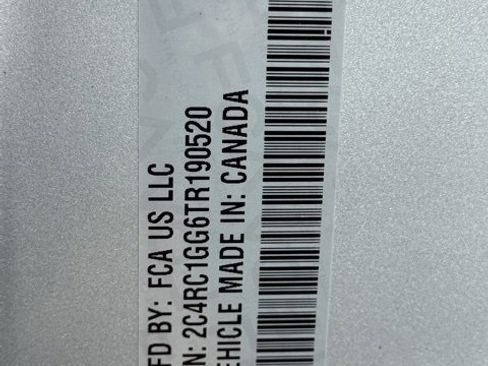 FD BY: FCA US LLC
N: 2C4RC1GG6TR190520
EHICLE MADE IN: CANADA